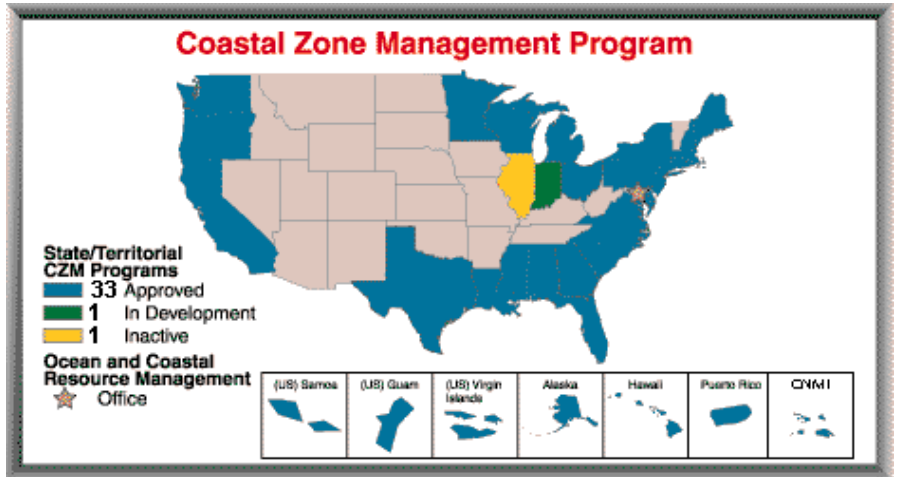 Coastal Zone Management Program
State/Territorial
CZM Programs
33 Approved
1 In Development
1 Inactive
Ocean and Coastal
Resource Management
Office
(US) Samoa
(US) Guam
(US) Virgin
Islands
Alaska
Hawaii
Puerto Rico
CNMI